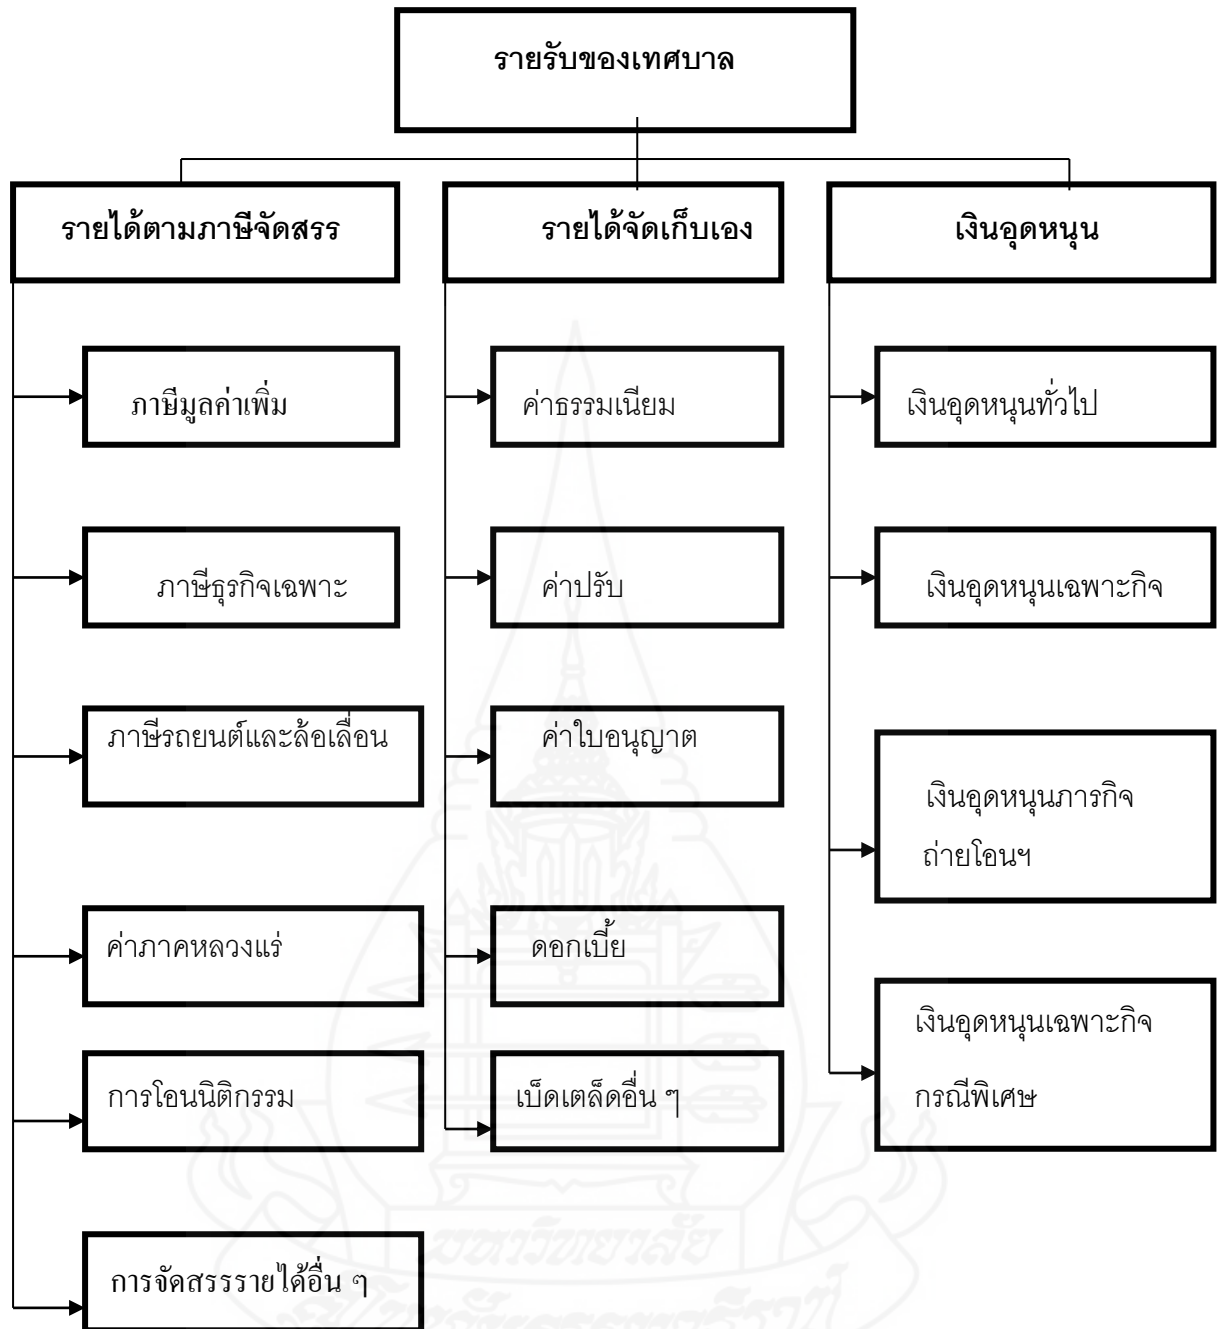 รายรับของเทศบาล
รายได้ตามภาษีจัดสรร
รายได้จัดเก็บเอง
เงินอุดหนุน
ภาษีมูลค่าเพิ่ม
ค่าธรรมเนียม
เงินอุดหนุนทั่วไป
ภาษีธุรกิจเฉพาะ
ค่าปรับ
เงินอุดหนุนเฉพาะกิจ
ภาษีรถยนต์และล้อเลื่อน
ค่าใบอนุญาต
เงินอุดหนุนภารกิจ
ถ่ายโอนฯ
ค่าภาคหลวงแร่
ดอกเบี้ย
เงินอุดหนุนเฉพาะกิจ
กรณีพิเศษ
การโอนนิติกรรม
เบ็ดเตล็ดอื่น ๆ
การจัดสรรรายได้อื่น ๆ
มหาวิทยาลัย